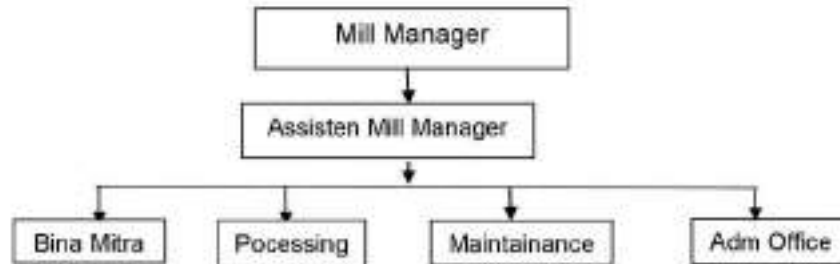 Mill Manager
Assisten Mill Manager
Bina Mitra
Pocessing
Maintainance
Adm Office